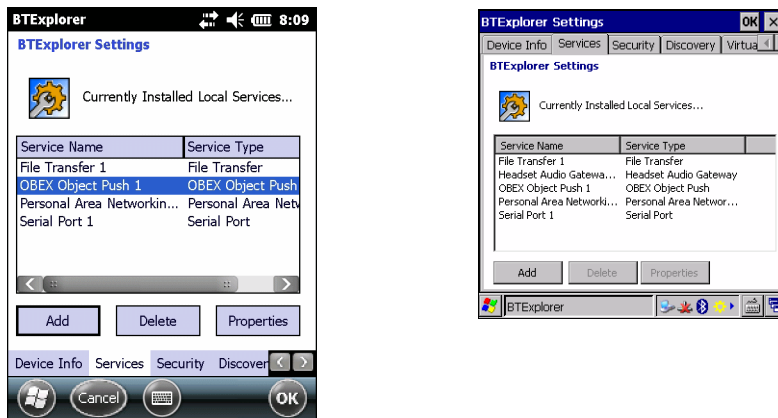 BTExplorer 8:09
BTExplorer Settings
Currently Installed Local Services...
Service Name Service Type
File Transfer 1 File Transfer
OBEX Object Push 1 OBEX Object Push
Personal Area Networkin... Personal Area Netw
Serial Port 1 Serial Port
Add Delete Properties
Device Info Services Security Discover
Cancel OK
BTExplorer Settings OK
Device Info Services Security Discovery Virtua
BTExplorer Settings
Currently Installed Local Services...
Service Name Service Type
File Transfer 1 File Transfer
Headset Audio Gatewa... Headset Audio Gateway
OBEX Object Push 1 OBEX Object Push
Personal Area Networki... Personal Area Networ...
Serial Port 1 Serial Port
Add Delete Properties
BTExplorer